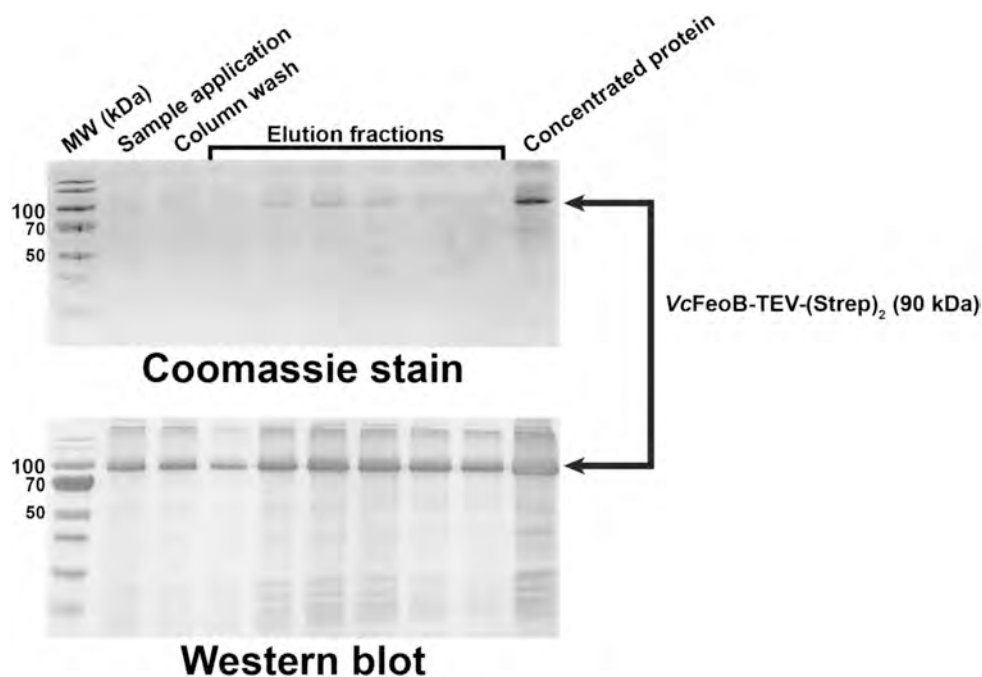 MW (kDa)
Sample application
Column wash
Elution fractions
Concentrated protein
100
70
50
VcFeoB-TEV-(Strep)₂ (90 kDa)
Coomassie stain
100
70
50
Western blot